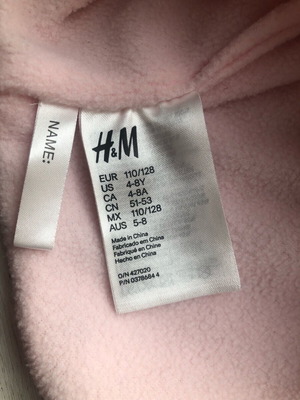 NAME:
H&M
EUR 110/128
US 4-8Y
CA 4-8A
CN 51-53
MX 110/128
AUS 5-8
Made in China
Fabricado em China
Fabriqué en Chine
Hecho en China
O/N 427020
P/N 0378684 4